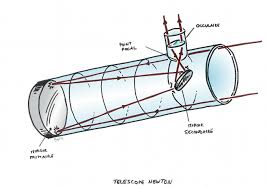 OCULAIRE
POINT
FOCAL
MIROIR
SECONDAIRE
MIROIR
PRIMAIRE
TELESCOPE NEWTON